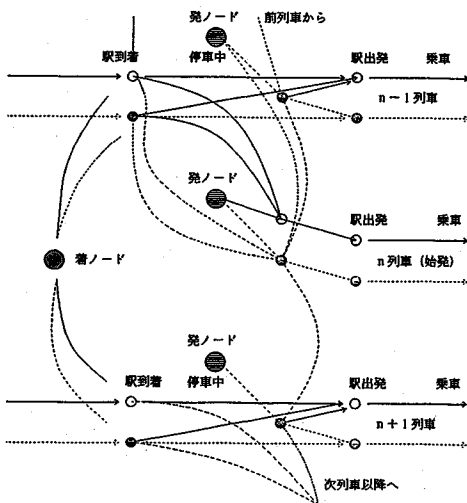 発ノード
前列車から
駅到着
停車中
駅出発
乗車
n−1列車
発ノード
駅出発
乗車
着ノード
n列車（始発）
発ノード
駅到着
停車中
駅出発
乗車
n+1列車
次列車以降へ